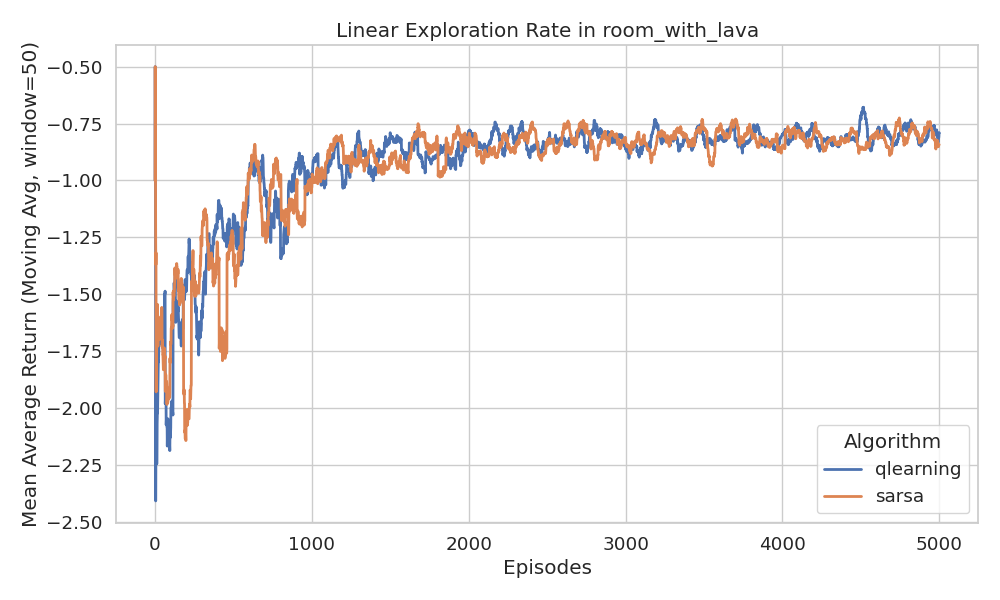 Linear Exploration Rate in room_with_lava
Mean Average Return (Moving Avg, window=50)
−0.50
−0.75
−1.00
−1.25
−1.50
−1.75
−2.00
−2.25
−2.50
0 1000 2000 3000 4000 5000
Episodes
Algorithm
qlearning
sarsa